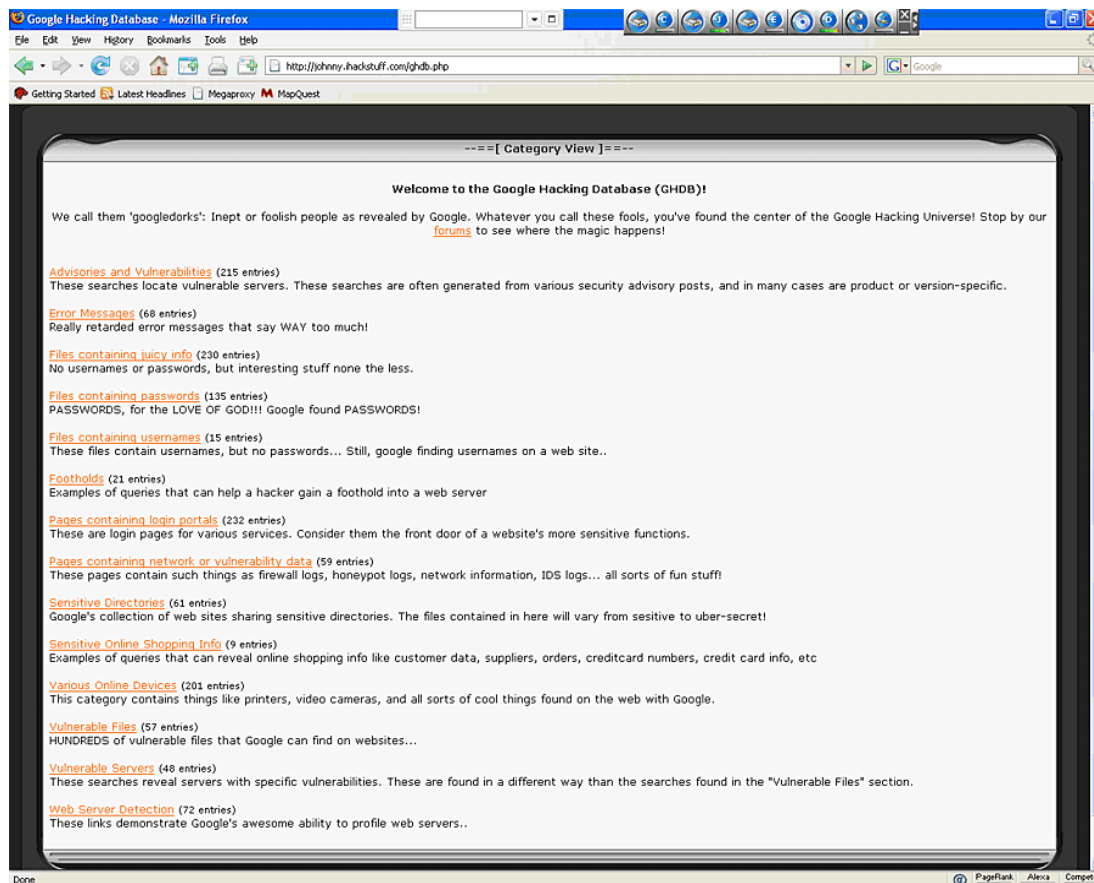 Google Hacking Database - Mozilla Firefox
File Edit View History Bookmarks Tools Help
http://johnny.ihackstuff.com/ghdb.php
Google
Getting Started Latest Headlines Megaproxy MapQuest
--==[ Category View ]==--
Welcome to the Google Hacking Database (GHDB)!
We call them 'googledorks': Inept or foolish people as revealed by Google. Whatever you call these fools, you've found the center of the Google Hacking Universe! Stop by our
forums to see where the magic happens!
Advisories and Vulnerabilities (215 entries)
These searches locate vulnerable servers. These searches are often generated from various security advisory posts, and in many cases are product or version-specific.
Error Messages (68 entries)
Really retarded error messages that say WAY too much!
Files containing juicy info (230 entries)
No usernames or passwords, but interesting stuff none the less.
Files containing passwords (135 entries)
PASSWORDS, for the LOVE OF GOD!!! Google found PASSWORDS!
Files containing usernames (15 entries)
These files contain usernames, but no passwords... Still, google finding usernames on a web site..
Footholds (21 entries)
Examples of queries that can help a hacker gain a foothold into a web server
Pages containing login portals (232 entries)
These are login pages for various services. Consider them the front door of a website's more sensitive functions.
Pages containing network or vulnerability data (59 entries)
These pages contain such things as firewall logs, honeypot logs, network information, IDS logs... all sorts of fun stuff!
Sensitive Directories (61 entries)
Google's collection of web sites sharing sensitive directories. The files contained in here will vary from sesitive to uber-secret!
Sensitive Online Shopping Info (9 entries)
Examples of queries that can reveal online shopping info like customer data, suppliers, orders, creditcard numbers, credit card info, etc
Various Online Devices (201 entries)
This category contains things like printers, video cameras, and all sorts of cool things found on the web with Google.
Vulnerable Files (57 entries)
HUNDREDS of vulnerable files that Google can find on websites...
Vulnerable Servers (48 entries)
These searches reveal servers with specific vulnerabilities. These are found in a different way than the searches found in the "Vulnerable Files" section.
Web Server Detection (72 entries)
These links demonstrate Google's awesome ability to profile web servers..
Done PageRank Alexa Compet